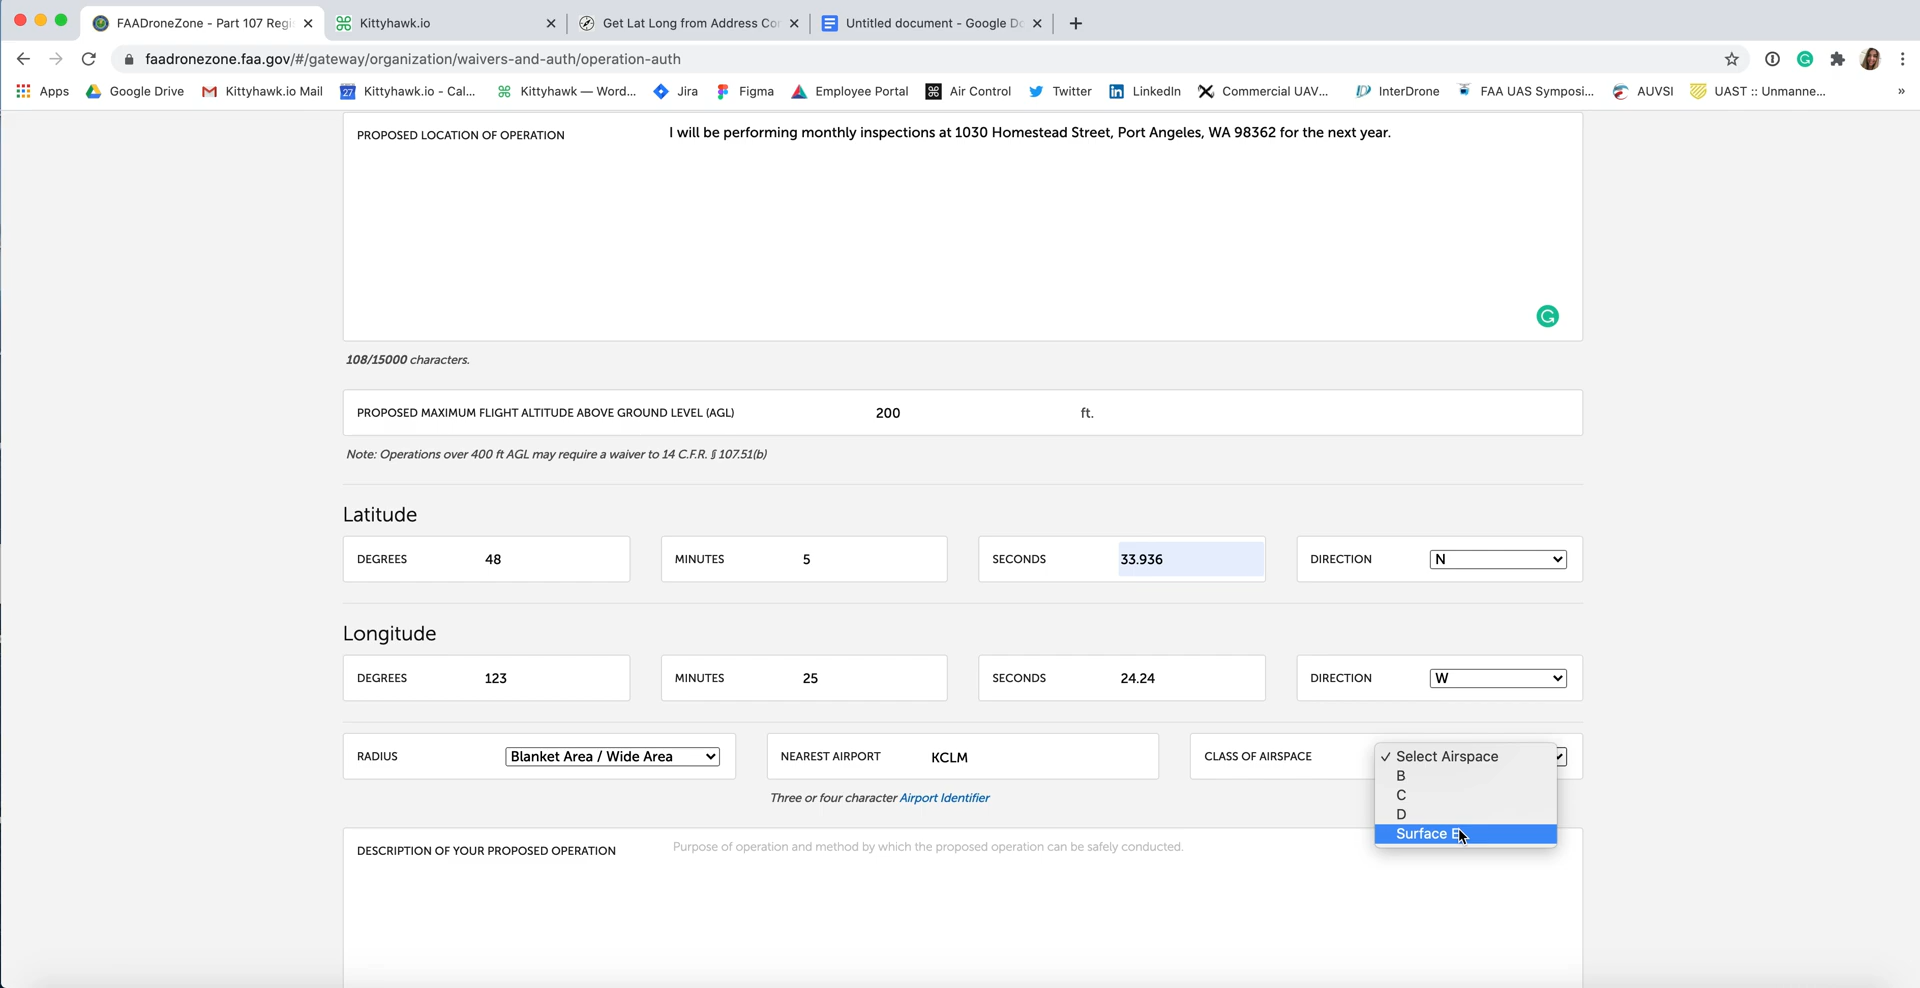 FAADroneZone - Part 107 Regi
Kittyhawk.io
Get Lat Long from Address Co
Untitled document - Google Do
faadronezone.faa.gov/#/gateway/organization/waivers-and-auth/operation-auth
Apps
Google Drive
Kittyhawk.io Mail
27
Kittyhawk.io - Cal...
Kittyhawk — Word...
Jira
Figma
Employee Portal
Air Control
Twitter
LinkedIn
Commercial UAV...
InterDrone
FAA UAS Symposi...
AUVSI
UAST :: Unmanne...
»
PROPOSED LOCATION OF OPERATION
I will be performing monthly inspections at 1030 Homestead Street, Port Angeles, WA 98362 for the next year.
108/15000 characters.
PROPOSED MAXIMUM FLIGHT ALTITUDE ABOVE GROUND LEVEL (AGL) 200 ft.
Note: Operations over 400 ft AGL may require a waiver to 14 C.F.R. § 107.51(b)
Latitude
DEGREES 48 MINUTES 5 SECONDS 33.936 DIRECTION N
Longitude
DEGREES 123 MINUTES 25 SECONDS 24.24 DIRECTION W
RADIUS Blanket Area / Wide Area NEAREST AIRPORT KCLM CLASS OF AIRSPACE ✓ Select Airspace
B
C
D
Surface E
Three or four character Airport Identifier
DESCRIPTION OF YOUR PROPOSED OPERATION
Purpose of operation and method by which the proposed operation can be safely conducted.